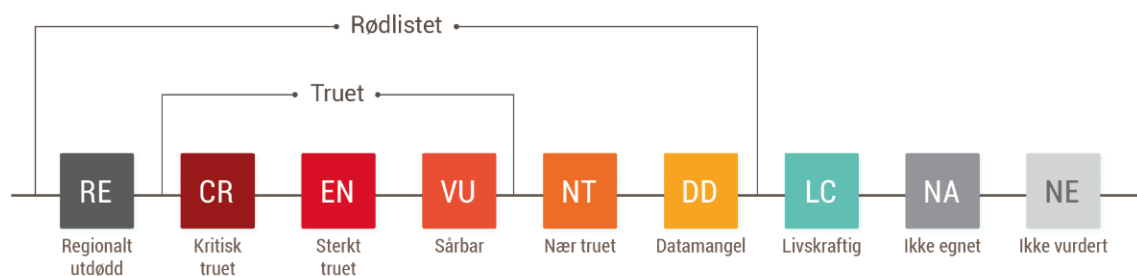 Rødlistet
Truet
RE
CR
EN
VU
NT
DD
LC
NA
NE
Regionalt
utdødd
Kritisk
truet
Sterkt
truet
Sårbar
Nær truet
Datamangel
Livskraftig
Ikke egnet
Ikke vurdert